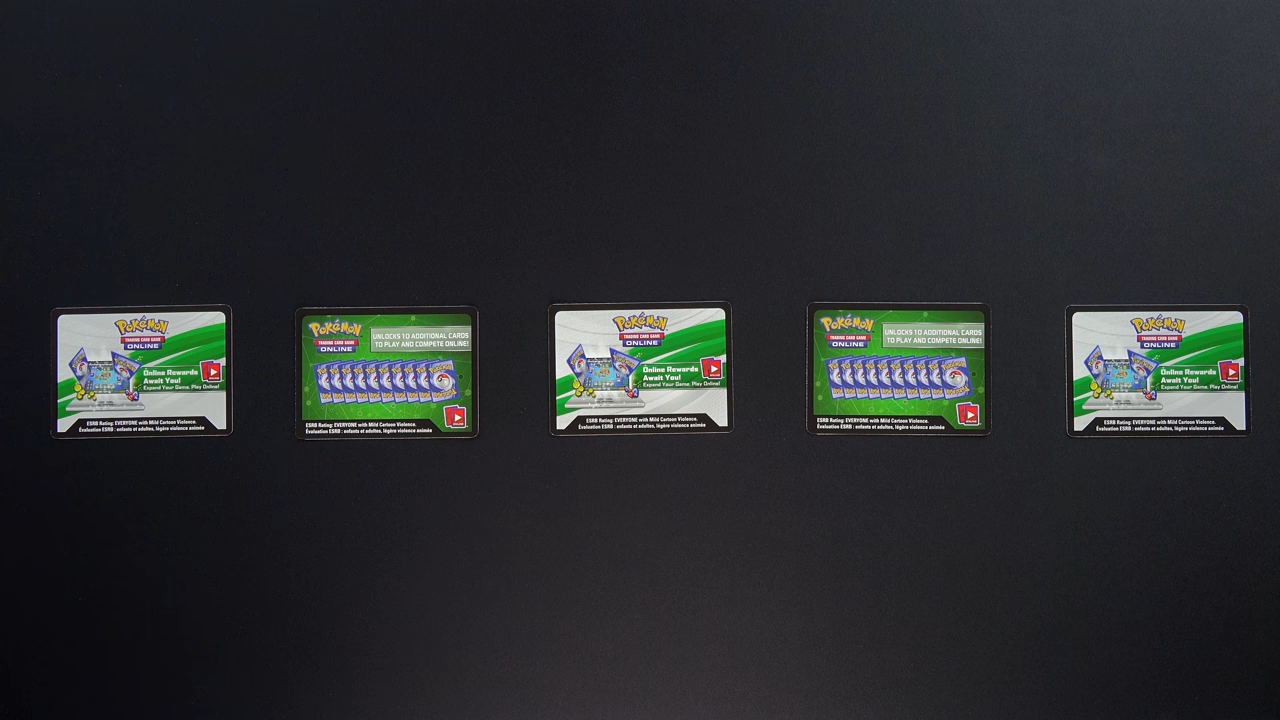 POKéMON
TRADING CARD GAME
ONLINE
Online Rewards
Await You!
Expand Your Game. Play Online!
ONLINE
ESRB Rating: EVERYONE with Mild Cartoon Violence.
Évaluation ESRB : enfants et adultes, légère violence animée
POKéMON
TRADING CARD GAME
ONLINE
UNLOCKS 10 ADDITIONAL CARDS
TO PLAY AND COMPETE ONLINE!
ONLINE
ESRB Rating: EVERYONE with Mild Cartoon Violence.
Évaluation ESRB : enfants et adultes, légère violence animée
POKéMON
TRADING CARD GAME
ONLINE
Online Rewards
Await You!
Expand Your Game. Play Online!
ONLINE
ESRB Rating: EVERYONE with Mild Cartoon Violence.
Évaluation ESRB : enfants et adultes, légère violence animée
POKéMON
TRADING CARD GAME
ONLINE
UNLOCKS 10 ADDITIONAL CARDS
TO PLAY AND COMPETE ONLINE!
ONLINE
ESRB Rating: EVERYONE with Mild Cartoon Violence.
Évaluation ESRB : enfants et adultes, légère violence animée
POKéMON
TRADING CARD GAME
ONLINE
Online Rewards
Await You!
Expand Your Game. Play Online!
ONLINE
ESRB Rating: EVERYONE with Mild Cartoon Violence.
Évaluation ESRB : enfants et adultes, légère violence animée